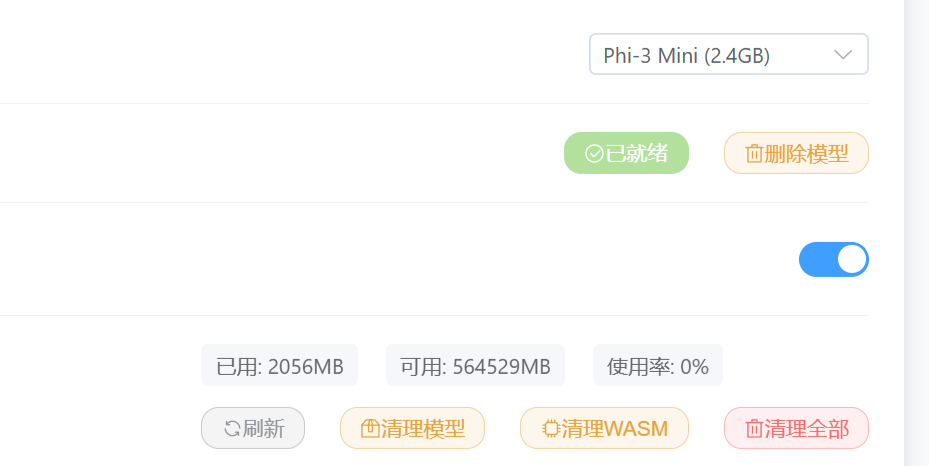 Phi-3 Mini (2.4GB)
已就绪 删除模型
已用: 2056MB 可用: 564529MB 使用率: 0%
刷新 清理模型 清理WASM 清理全部